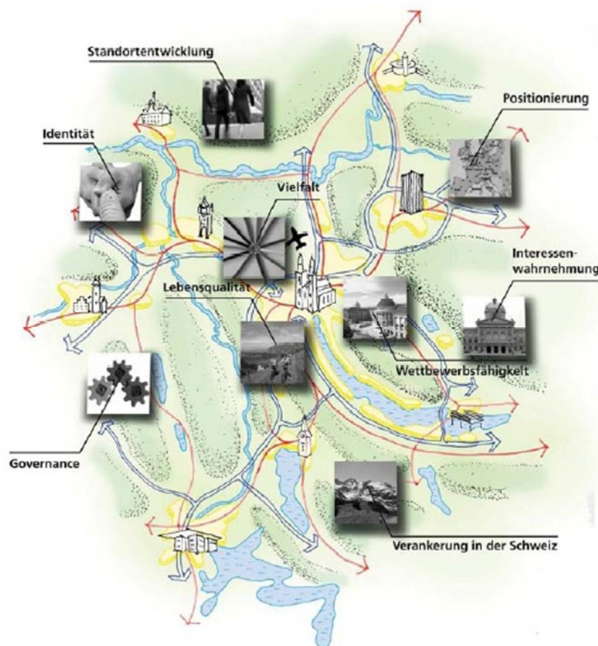 Standortentwicklung
Positionierung
Identität
Vielfalt
Interessen-
wahrnehmung
Lebensqualität
Wettbewerbsfähigkeit
Governance
Verankerung in der Schweiz